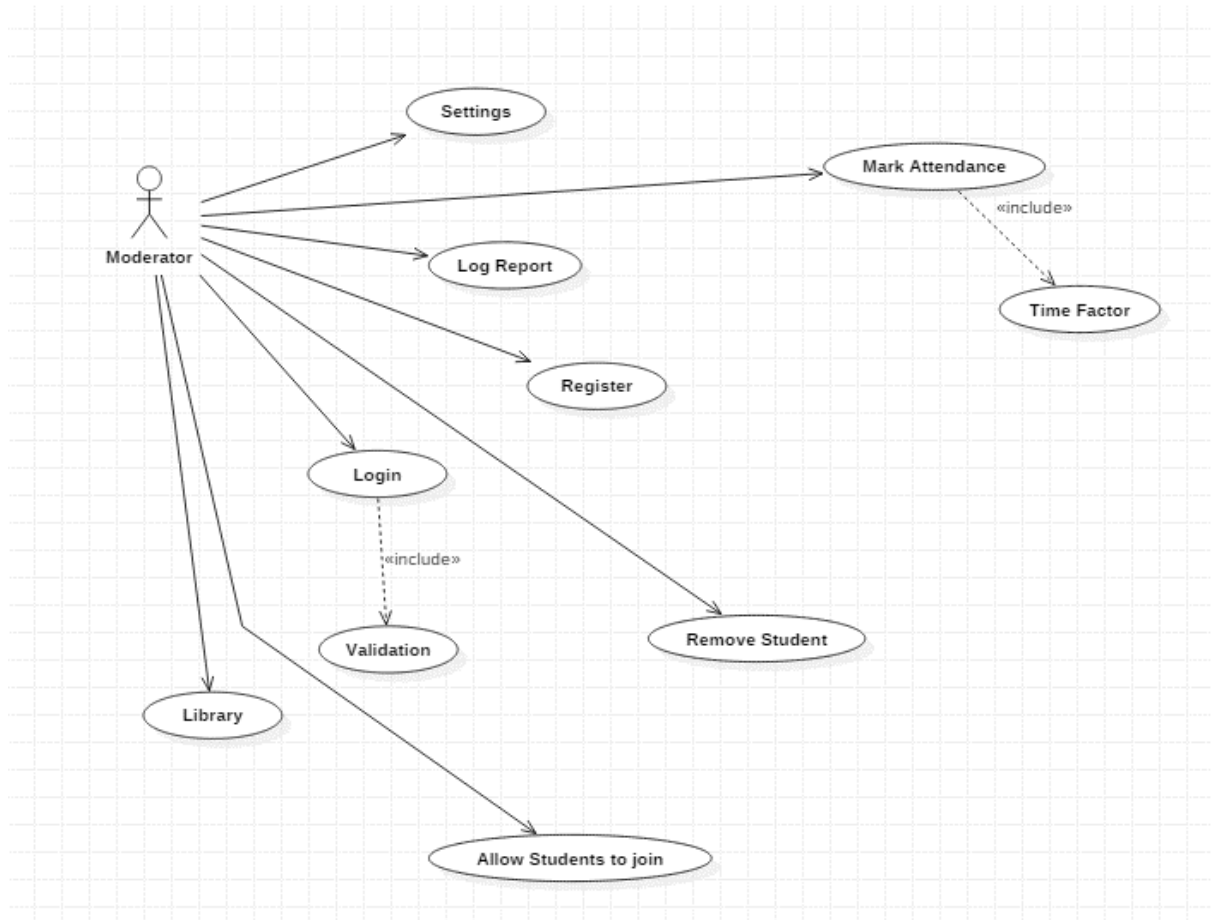 Settings
Mark Attendance
«include»
Moderator
Log Report
Time Factor
Register
Login
«include»
Validation
Remove Student
Library
Allow Students to join